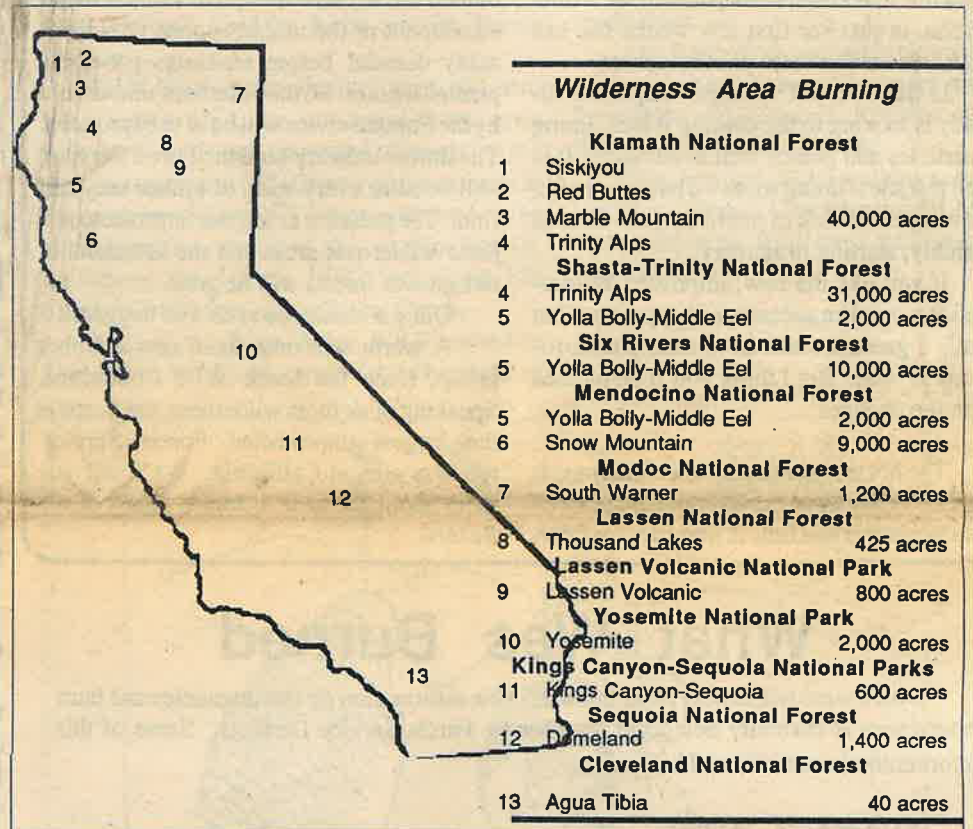 Wilderness Area Burning
Klamath National Forest
1 Siskiyou
2 Red Buttes
3 Marble Mountain 40,000 acres
4 Trinity Alps
Shasta-Trinity National Forest
4 Trinity Alps 31,000 acres
5 Yolla Bolly-Middle Eel 2,000 acres
Six Rivers National Forest
5 Yolla Bolly-Middle Eel 10,000 acres
Mendocino National Forest
5 Yolla Bolly-Middle Eel 2,000 acres
6 Snow Mountain 9,000 acres
Modoc National Forest
7 South Warner 1,200 acres
Lassen National Forest
8 Thousand Lakes 425 acres
Lassen Volcanic National Park
9 Lassen Volcanic 800 acres
Yosemite National Park
10 Yosemite 2,000 acres
Kings Canyon-Sequoia National Parks
11 Kings Canyon-Sequoia 600 acres
Sequoia National Forest
12 Domeland 1,400 acres
Cleveland National Forest
13 Agua Tibia 40 acres
1 2
3
7
4
8
9
5
6
10
11
12
13